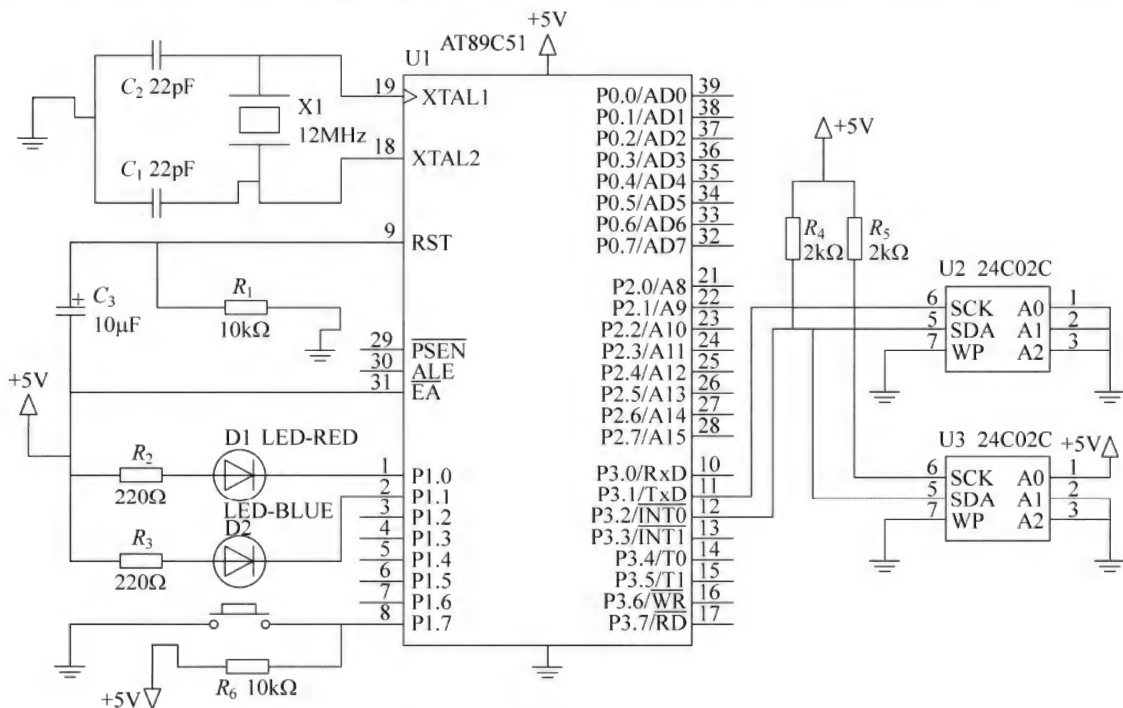 +5V
U1 AT89C51
C2 22pF
X1
12MHz
C1 22pF
19 XTAL1
18 XTAL2
9 RST
C3
10μF
R1
10kΩ
29 PSEN
30 ALE
31 EA
+5V
R2
220Ω
D1 LED-RED
LED-BLUE
D2
R3
220Ω
1 P1.0
2 P1.1
3 P1.2
4 P1.3
5 P1.4
6 P1.5
7 P1.6
8 P1.7
+5V
R6 10kΩ
P0.0/AD0 39
P0.1/AD1 38
P0.2/AD2 37
P0.3/AD3 36
P0.4/AD4 35
P0.5/AD5 34
P0.6/AD6 33
P0.7/AD7 32
P2.0/A8 21
P2.1/A9 22
P2.2/A10 23
P2.3/A11 24
P2.4/A12 25
P2.5/A13 26
P2.6/A14 27
P2.7/A15 28
P3.0/RxD 10
P3.1/TxD 11
P3.2/INT0 12
P3.3/INT1 13
P3.4/T0 14
P3.5/T1 15
P3.6/WR 16
P3.7/RD 17
+5V
R4
2kΩ
R5
2kΩ
U2 24C02C
6 SCK A0 1
5 SDA A1 2
7 WP A2 3
U3 24C02C
+5V
6 SCK A0 1
5 SDA A1 2
7 WP A2 3